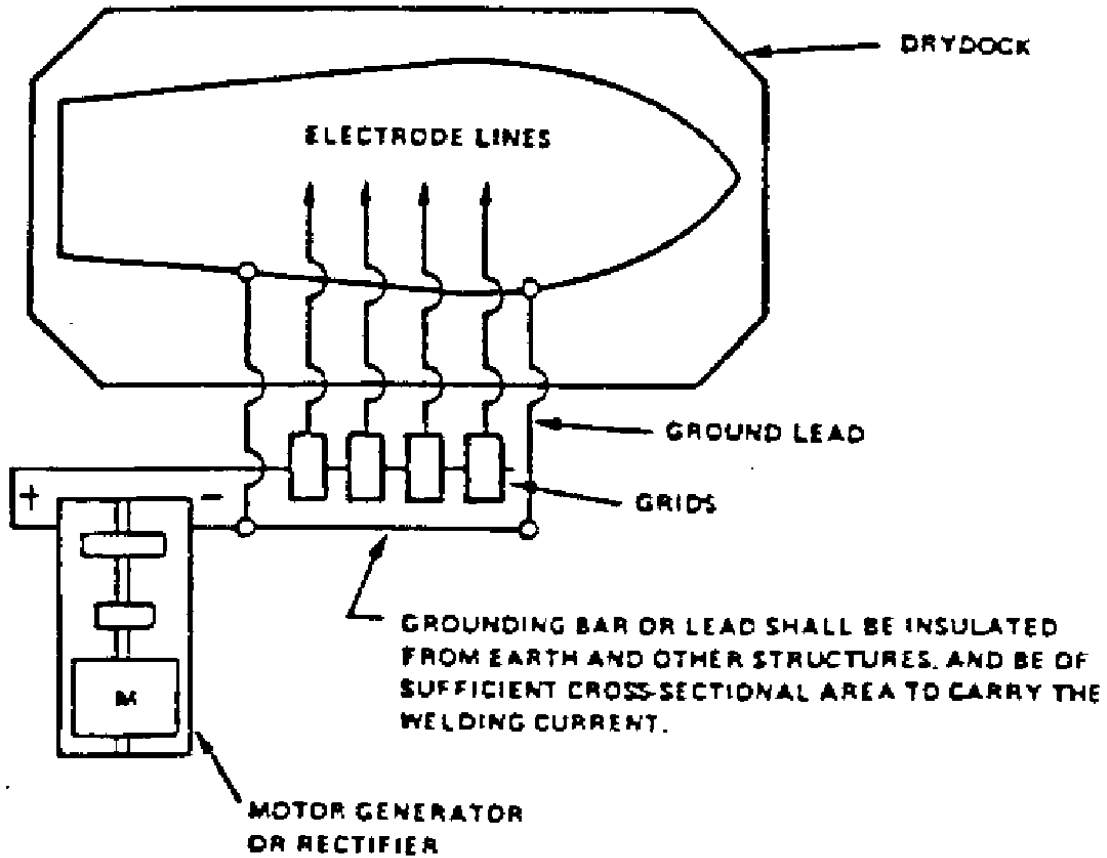 DRYDOCK
ELECTRODE LINES
GROUND LEAD
GRIDS
+ −
GROUNDING BAR OR LEAD SHALL BE INSULATED
FROM EARTH AND OTHER STRUCTURES, AND BE OF
SUFFICIENT CROSS-SECTIONAL AREA TO CARRY THE
WELDING CURRENT.
M
MOTOR GENERATOR
OR RECTIFIER